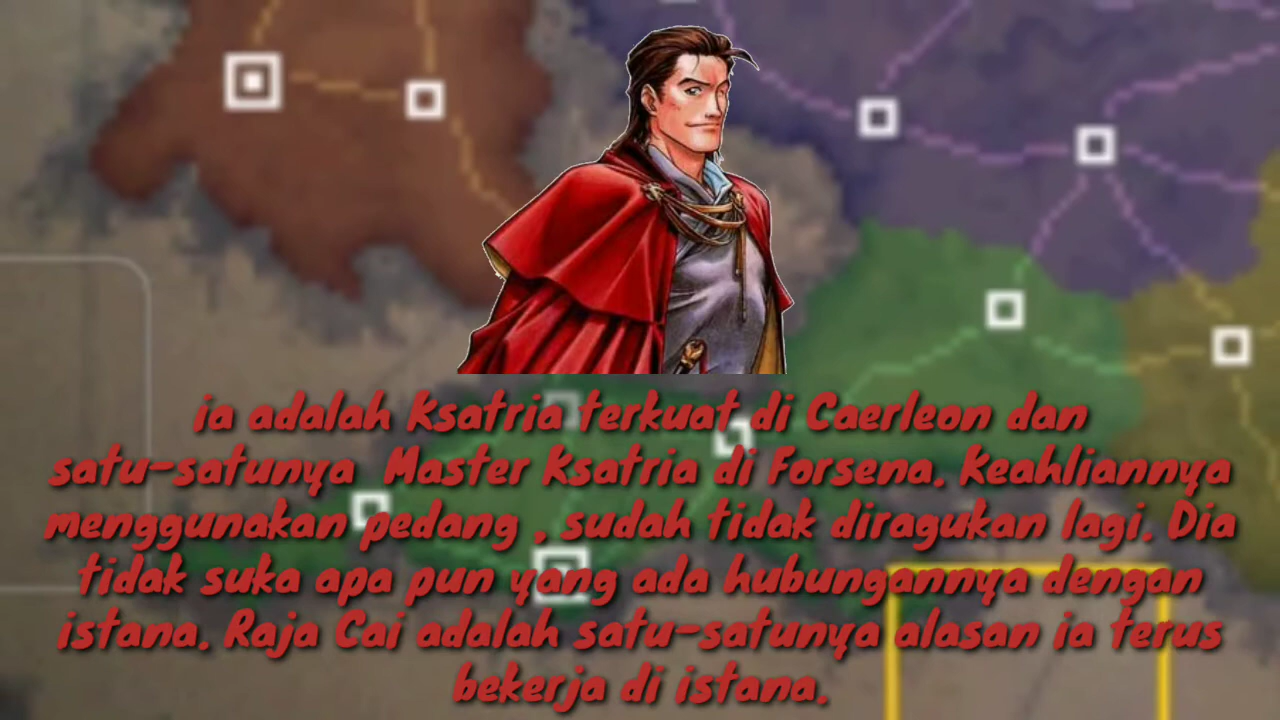 ia adalah Ksatria terkuat di Caerleon dan
satu-satunya Master Ksatria di Forsena. Keahliannya
menggunakan pedang , sudah tidak diragukan lagi. Dia
tidak suka apa pun yang ada hubungannya dengan
istana. Raja Cai adalah satu-satunya alasan ia terus
bekerja di istana.